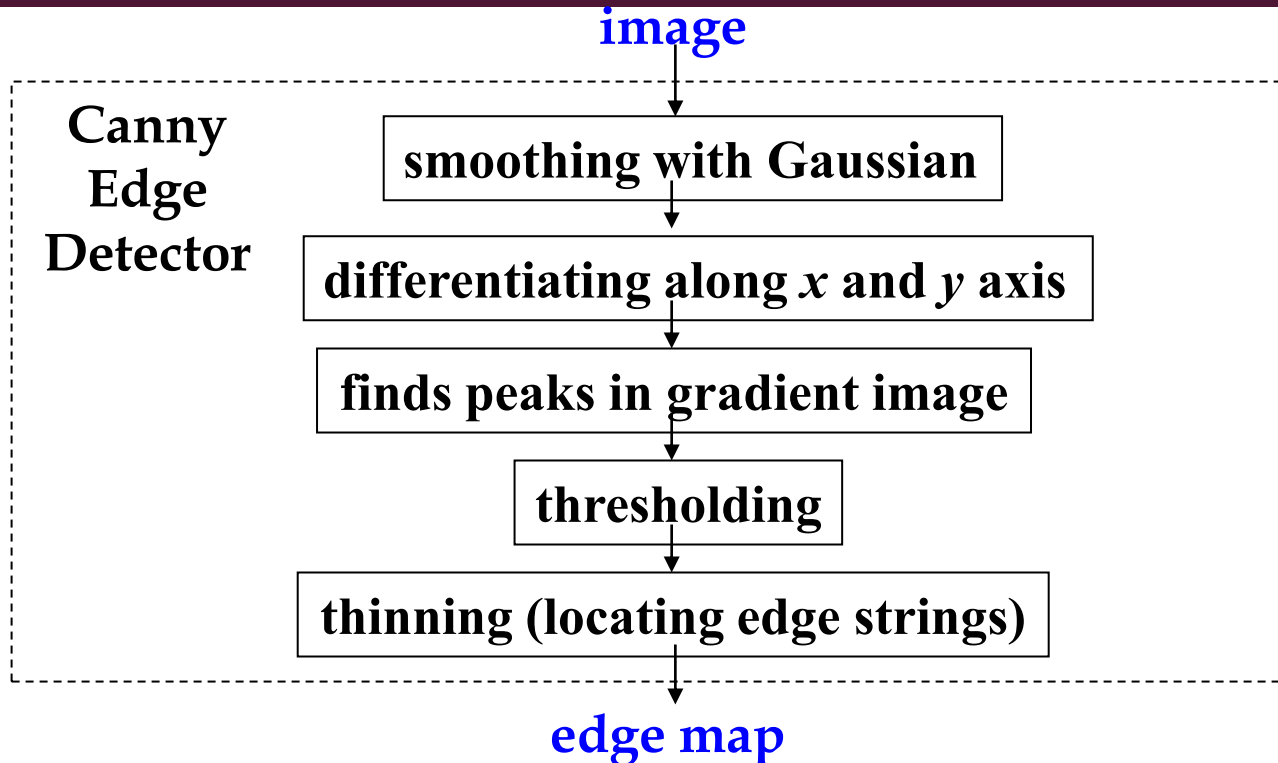 image
Canny
Edge
Detector
smoothing with Gaussian
differentiating along x and y axis
finds peaks in gradient image
thresholding
thinning (locating edge strings)
edge map